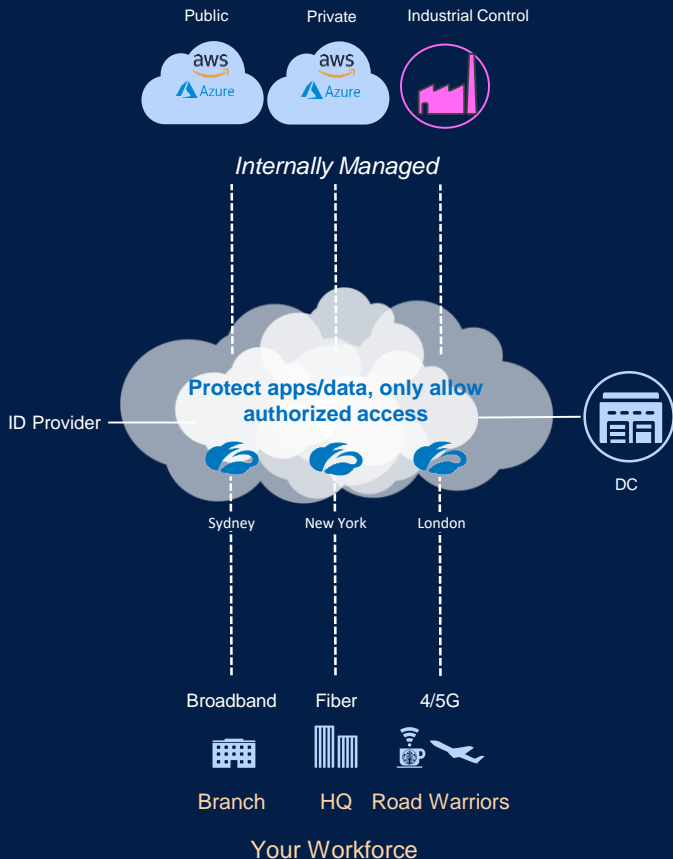 Public
Private
Industrial Control
aws
Azure
aws
Azure
Internally Managed
Protect apps/data, only allow
authorized access
ID Provider
DC
Sydney
New York
London
Broadband
Fiber
4/5G
Branch
HQ
Road Warriors
Your Workforce